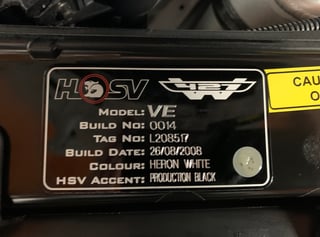 HSV W427
MODEL: VE
BUILD NO: 0014
TAG NO: L208517
BUILD DATE: 26/08/2008
COLOUR: HERON WHITE
HSV ACCENT: PRODUCTION BLACK
CAU